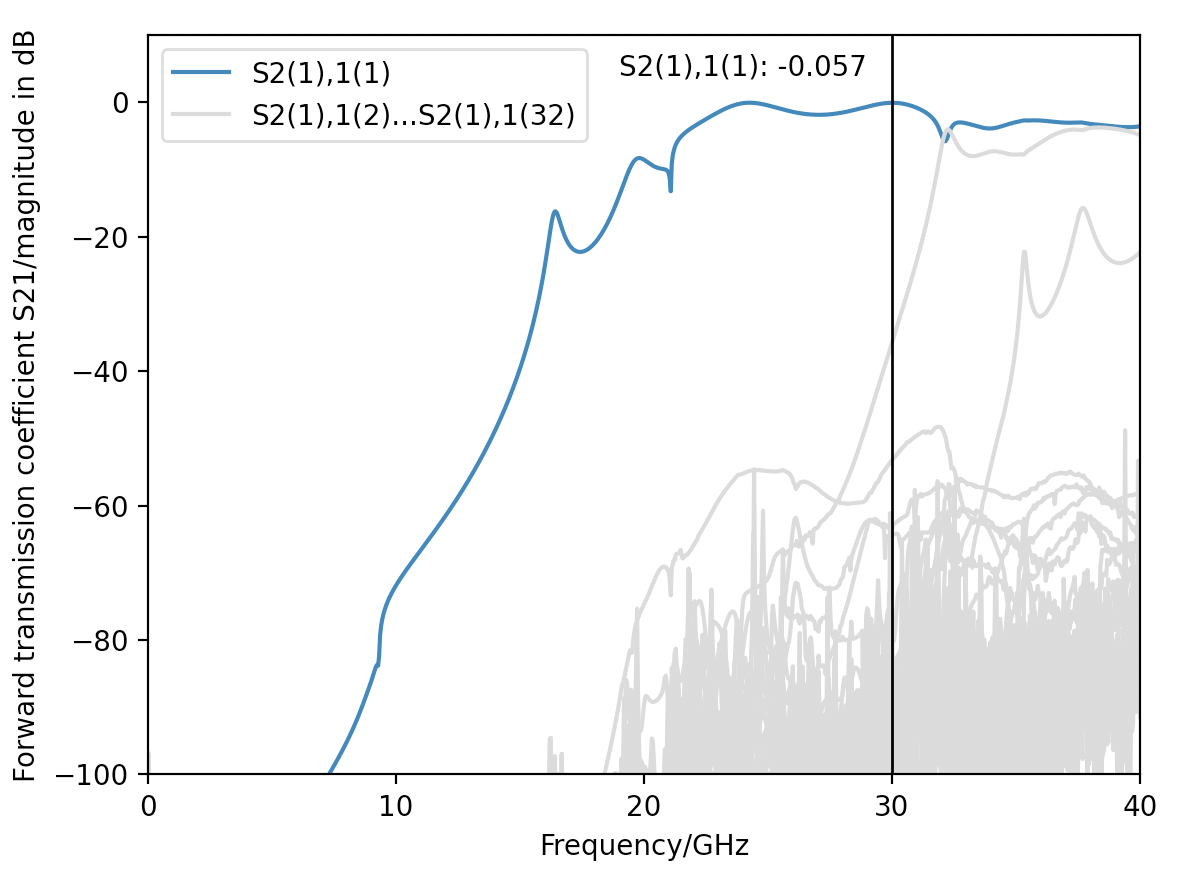 S2(1),1(1)
S2(1),1(2)...S2(1),1(32)
S2(1),1(1): -0.057
Forward transmission coefficient S21/magnitude in dB
0
−20
−40
−60
−80
−100
0 10 20 30 40
Frequency/GHz